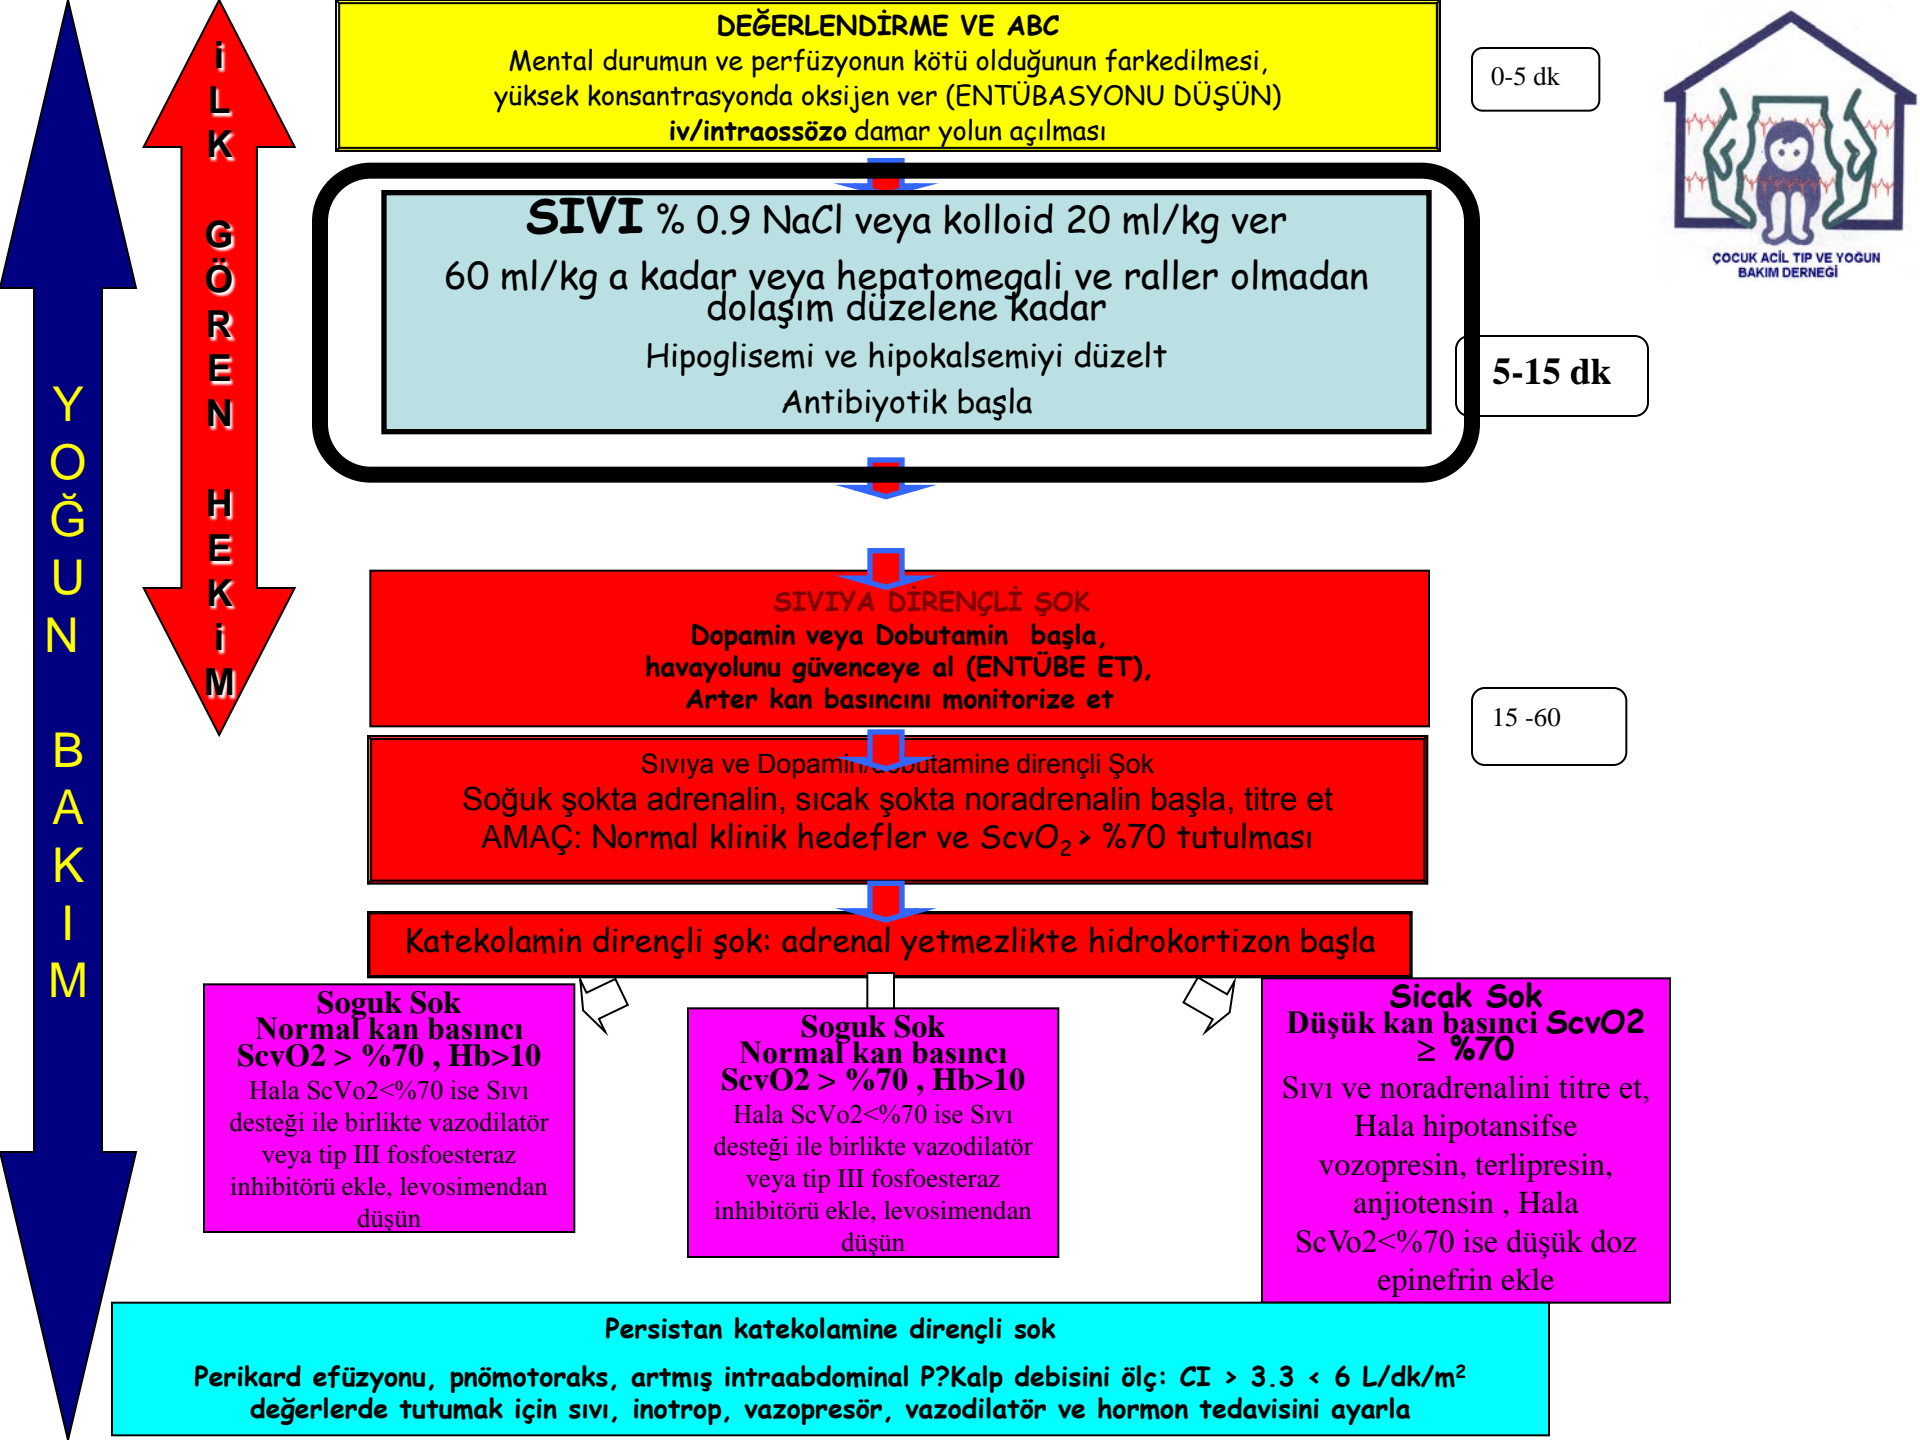 DEĞERLENDİRME VE ABC
Mental durumun ve perfüzyonun kötü olduğunun farkedilmesi,
yüksek konsantrasyonda oksijen ver (ENTÜBASYONU DÜŞÜN)
iv/intraossözo damar yolun açılması
0-5 dk
ÇOCUK ACİL TIP VE YOĞUN
BAKIM DERNEĞİ
İLK GÖREN HEKİM
YOĞUN BAKIM
SIVI % 0.9 NaCl veya kolloid 20 ml/kg ver
60 ml/kg a kadar veya hepatomegali ve raller olmadan
dolaşım düzelene kadar
Hipoglisemi ve hipokalsemiyi düzelt
Antibiyotik başla
5-15 dk
SIVIYA DİRENÇLİ ŞOK
Dopamin veya Dobutamin başla,
havayolunu güvenceye al (ENTÜBE ET),
Arter kan basıncını monitorize et
15 -60
Sıvıya ve Dopamin/dobutamine dirençli Şok
Soğuk şokta adrenalin, sıcak şokta noradrenalin başla, titre et
AMAÇ: Normal klinik hedefler ve ScvO₂ > %70 tutulması
Katekolamin dirençli şok: adrenal yetmezlikte hidrokortizon başla
Soguk Sok
Normal kan basıncı
ScvO2 > %70 , Hb>10
Hala ScVo2<%70 ise Sıvı
desteği ile birlikte vazodilatör
veya tip III fosfoesteraz
inhibitörü ekle, levosimendan
düşün
Soguk Sok
Normal kan basıncı
ScvO2 > %70 , Hb>10
Hala ScVo2<%70 ise Sıvı
desteği ile birlikte vazodilatör
veya tip III fosfoesteraz
inhibitörü ekle, levosimendan
düşün
Sicak Sok
Düşük kan basınci ScvO2
≥ %70
Sıvı ve noradrenalini titre et,
Hala hipotansifse
vozopresin, terlipresin,
anjiotensin , Hala
ScVo2<%70 ise düşük doz
epinefrin ekle
Persistan katekolamine dirençli sok
Perikard efüzyonu, pnömotoraks, artmış intraabdominal P?Kalp debisini ölç: CI > 3.3 < 6 L/dk/m²
değerlerde tutumak için sıvı, inotrop, vazopresör, vazodilatör ve hormon tedavisini ayarla